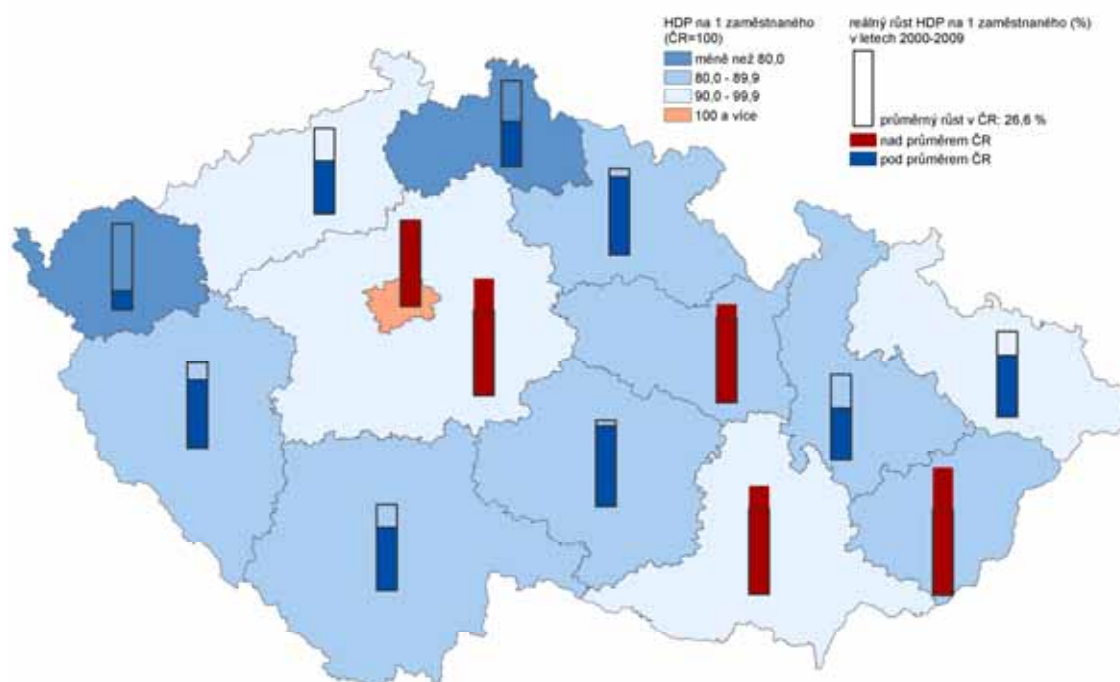 HDP na 1 zaměstnaného
(ČR=100)
méně než 80,0
80,0 - 89,9
90,0 - 99,9
100 a více
reálný růst HDP na 1 zaměstnaného (%)
v letech 2000-2009
průměrný růst v ČR: 26,6 %
nad průměrem ČR
pod průměrem ČR